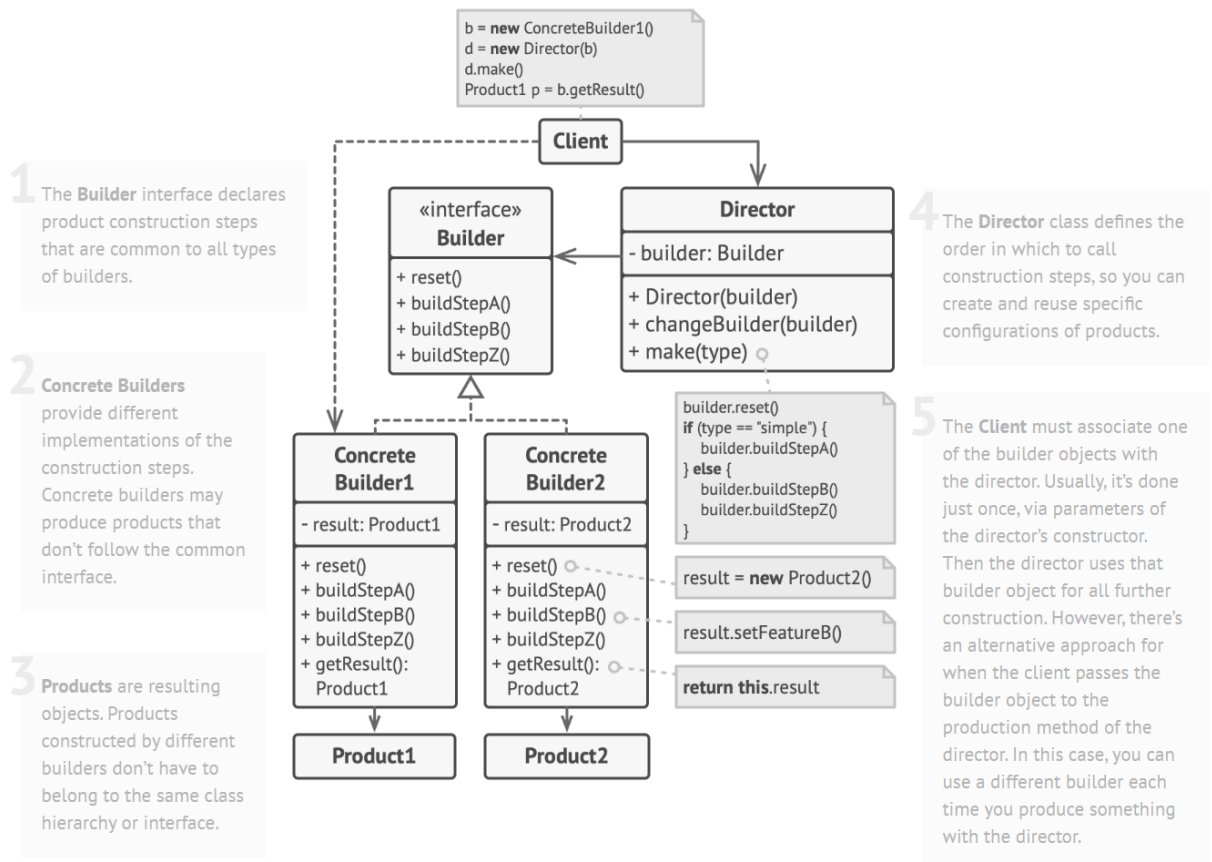 b = new ConcreteBuilder1()
d = new Director(b)
d.make()
Product1 p = b.getResult()
Client
1
The Builder interface declares
product construction steps
that are common to all types
of builders.
«interface»
Builder
+ reset()
+ buildStepA()
+ buildStepB()
+ buildStepZ()
Director
- builder: Builder
+ Director(builder)
+ changeBuilder(builder)
+ make(type)
4
The Director class defines the
order in which to call
construction steps, so you can
create and reuse specific
configurations of products.
2
Concrete Builders
provide different
implementations of the
construction steps.
Concrete builders may
produce products that
don’t follow the common
interface.
Concrete
Builder1
- result: Product1
+ reset()
+ buildStepA()
+ buildStepB()
+ buildStepZ()
+ getResult():
Product1
Concrete
Builder2
- result: Product2
+ reset()
+ buildStepA()
+ buildStepB()
+ buildStepZ()
+ getResult():
Product2
builder.reset()
if (type == "simple") {
builder.buildStepA()
} else {
builder.buildStepB()
builder.buildStepZ()
}
result = new Product2()
result.setFeatureB()
return this.result
5
The Client must associate one
of the builder objects with
the director. Usually, it’s done
just once, via parameters of
the director’s constructor.
Then the director uses that
builder object for all further
construction. However, there’s
an alternative approach for
when the client passes the
builder object to the
production method of the
director. In this case, you can
use a different builder each
time you produce something
with the director.
3
Products are resulting
objects. Products
constructed by different
builders don’t have to
belong to the same class
hierarchy or interface.
Product1
Product2